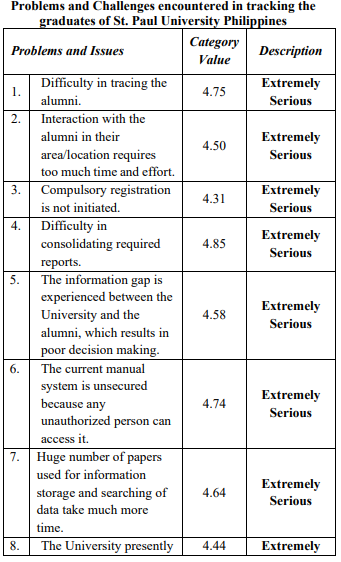 Problems and Challenges encountered in tracking the
graduates of St. Paul University Philippines
Problems and Issues Category Value Description
1. Difficulty in tracing the 4.75 Extremely
alumni. Serious
2. Interaction with the
alumni in their 4.50 Extremely
area/location requires Serious
too much time and effort.
3. Compulsory registration 4.31 Extremely
is not initiated. Serious
4. Difficulty in
consolidating required 4.85 Extremely
reports. Serious
5. The information gap is
experienced between the
University and the 4.58 Extremely
alumni, which results in Serious
poor decision making.
6. The current manual
system is unsecured
because any 4.74 Extremely
unauthorized person can Serious
access it.
7. Huge number of papers
used for information
storage and searching of 4.64 Extremely
data take much more Serious
time.
8. The University presently 4.44 Extremely